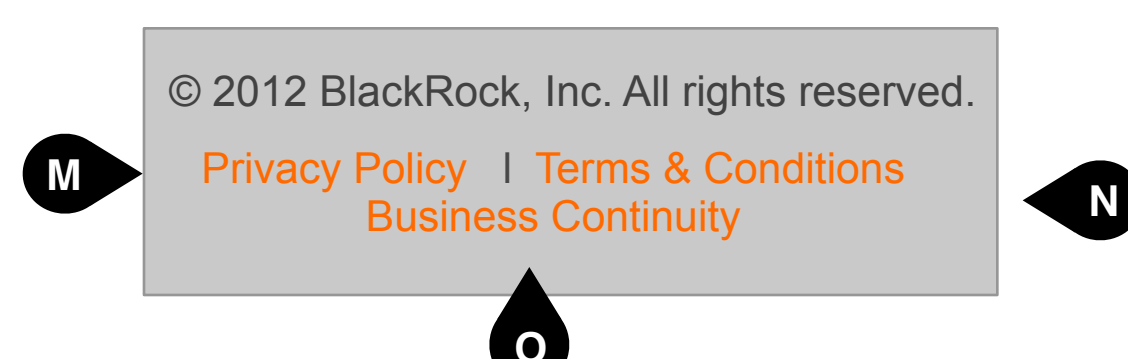 © 2012 BlackRock, Inc. All rights reserved.
M
Privacy Policy | Terms & Conditions
N
Business Continuity
O